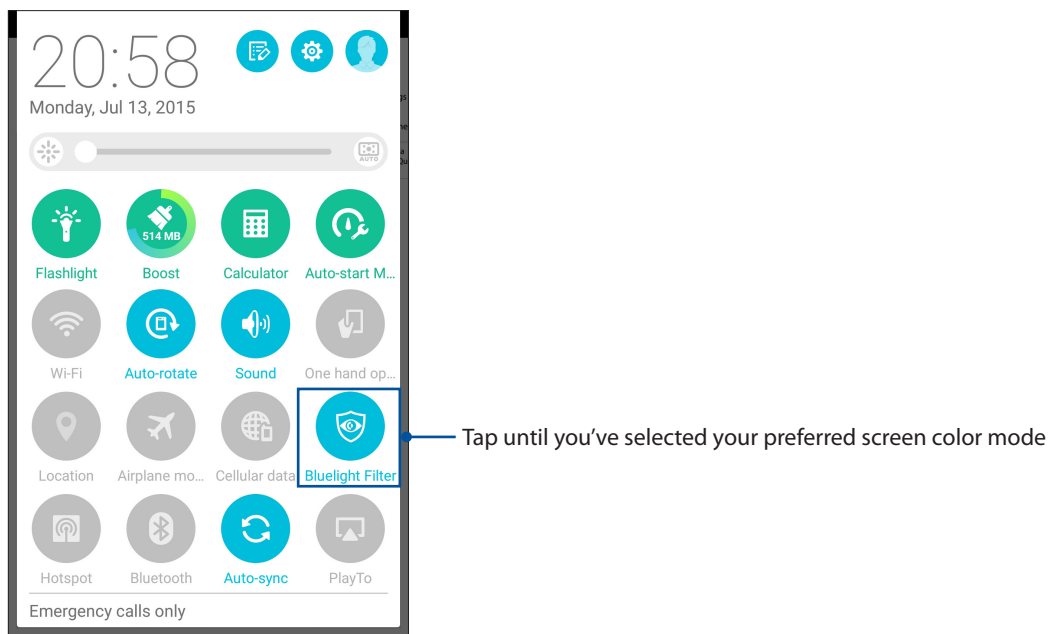 20:58
Monday, Jul 13, 2015
AUTO
514 MB
Flashlight Boost Calculator Auto-start M...
Wi-Fi Auto-rotate Sound One hand op...
Location Airplane mo... Cellular data Bluelight Filter
Tap until you’ve selected your preferred screen color mode
Hotspot Bluetooth Auto-sync PlayTo
Emergency calls only